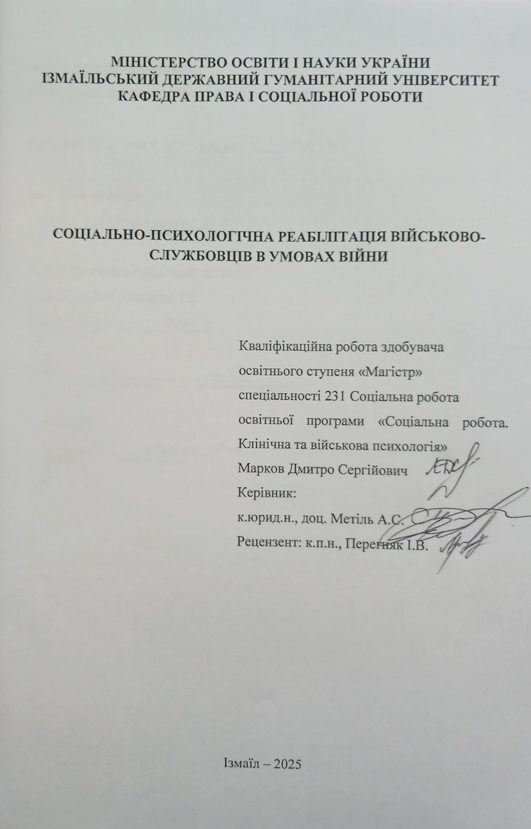 МІНІСТЕРСТВО ОСВІТИ І НАУКИ УКРАЇНИ
ІЗМАЇЛЬСЬКИЙ ДЕРЖАВНИЙ ГУМАНІТАРНИЙ УНІВЕРСИТЕТ
КАФЕДРА ПРАВА І СОЦІАЛЬНОЇ РОБОТИ
СОЦІАЛЬНО-ПСИХОЛОГІЧНА РЕАБІЛІТАЦІЯ ВІЙСЬКОВО-
СЛУЖБОВЦІВ В УМОВАХ ВІЙНИ
Кваліфікаційна робота здобувача
освітнього ступеня «Магістр»
спеціальності 231 Соціальна робота
освітньої програми «Соціальна робота.
Клінічна та військова психологія»
Марков Дмитро Сергійович
Керівник:
к.юрид.н., доц. Метіль А.С.
Рецензент: к.п.н., Перегняк І.В.
Ізмаїл – 2025